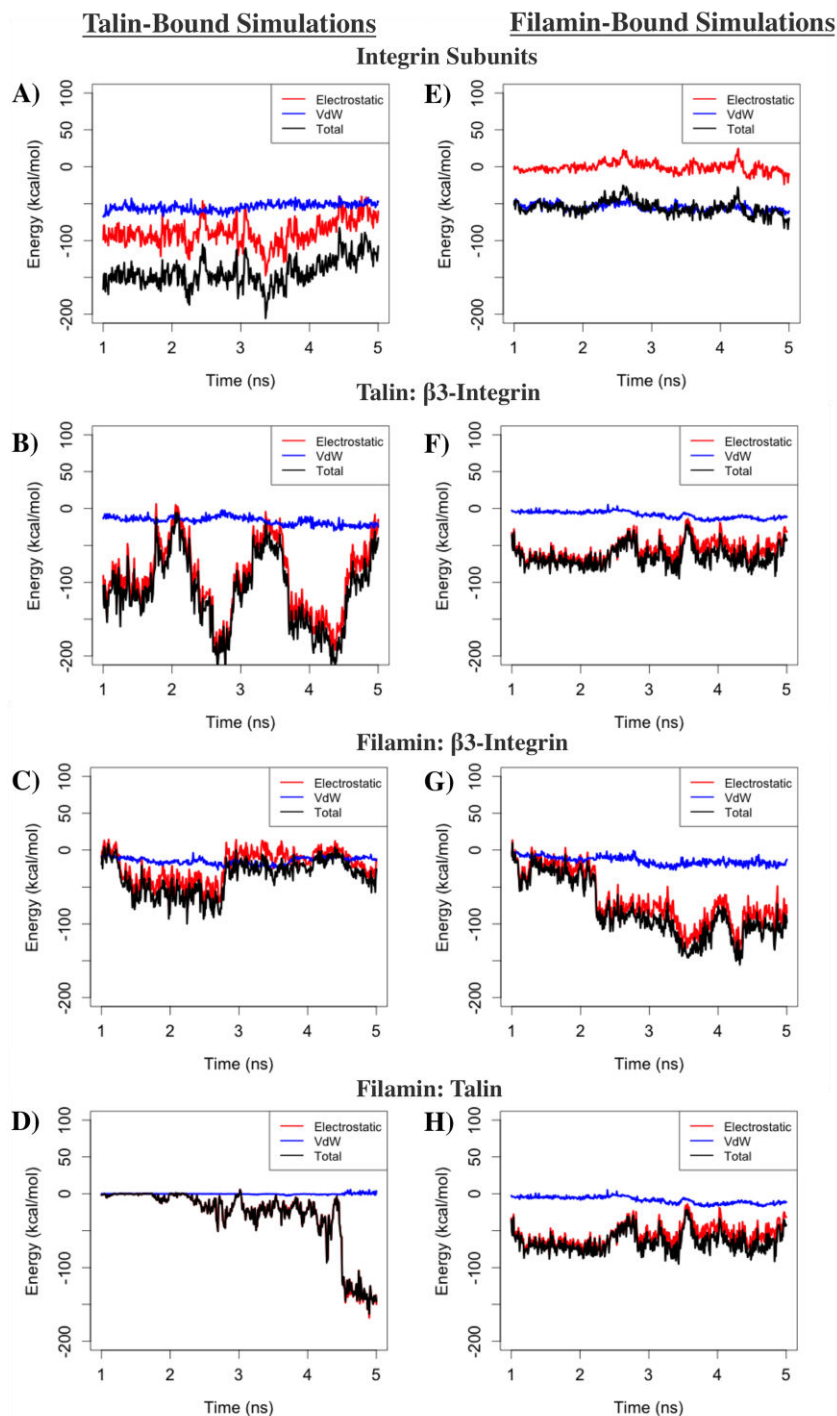 Talin-Bound Simulations Filamin-Bound Simulations
Integrin Subunits
A)
Electrostatic
VdW
Total
Energy (kcal/mol)
100
50
0
-100
-200
1 2 3 4 5
Time (ns)
E)
Electrostatic
VdW
Total
Energy (kcal/mol)
100
50
0
-100
-200
1 2 3 4 5
Time (ns)
Talin: β3-Integrin
B)
Electrostatic
VdW
Total
Energy (kcal/mol)
100
50
0
-100
-200
1 2 3 4 5
Time (ns)
F)
Electrostatic
VdW
Total
Energy (kcal/mol)
100
50
0
-100
-200
1 2 3 4 5
Time (ns)
Filamin: β3-Integrin
C)
Electrostatic
VdW
Total
Energy (kcal/mol)
100
50
0
-100
-200
1 2 3 4 5
Time (ns)
G)
Electrostatic
VdW
Total
Energy (kcal/mol)
100
50
0
-100
-200
1 2 3 4 5
Time (ns)
Filamin: Talin
D)
Electrostatic
VdW
Total
Energy (kcal/mol)
100
50
0
-100
-200
1 2 3 4 5
Time (ns)
H)
Electrostatic
VdW
Total
Energy (kcal/mol)
100
50
0
-100
-200
1 2 3 4 5
Time (ns)